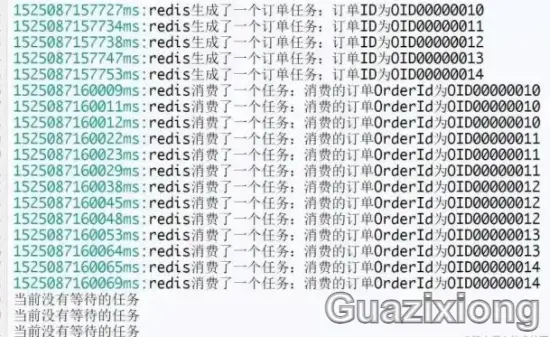 1525087157727ms:redis生成了一个订单任务：订单ID为OID00000010
1525087157734ms:redis生成了一个订单任务：订单ID为OID00000011
1525087157738ms:redis生成了一个订单任务：订单ID为OID00000012
1525087157747ms:redis生成了一个订单任务：订单ID为OID00000013
1525087157753ms:redis生成了一个订单任务：订单ID为OID00000014
1525087160009ms:redis消费了一个任务：消费的订单OrderId为OID00000010
1525087160011ms:redis消费了一个任务：消费的订单OrderId为OID00000010
1525087160012ms:redis消费了一个任务：消费的订单OrderId为OID00000010
1525087160022ms:redis消费了一个任务：消费的订单OrderId为OID00000011
1525087160023ms:redis消费了一个任务：消费的订单OrderId为OID00000011
1525087160029ms:redis消费了一个任务：消费的订单OrderId为OID00000011
1525087160038ms:redis消费了一个任务：消费的订单OrderId为OID00000012
1525087160045ms:redis消费了一个任务：消费的订单OrderId为OID00000012
1525087160048ms:redis消费了一个任务：消费的订单OrderId为OID00000012
1525087160053ms:redis消费了一个任务：消费的订单OrderId为OID00000013
1525087160064ms:redis消费了一个任务：消费的订单OrderId为OID00000013
1525087160065ms:redis消费了一个任务：消费的订单OrderId为OID00000014
1525087160069ms:redis消费了一个任务：消费的订单OrderId为OID00000014
当前没有等待的任务
当前没有等待的任务
当前没有等待的任务
Guazixiong